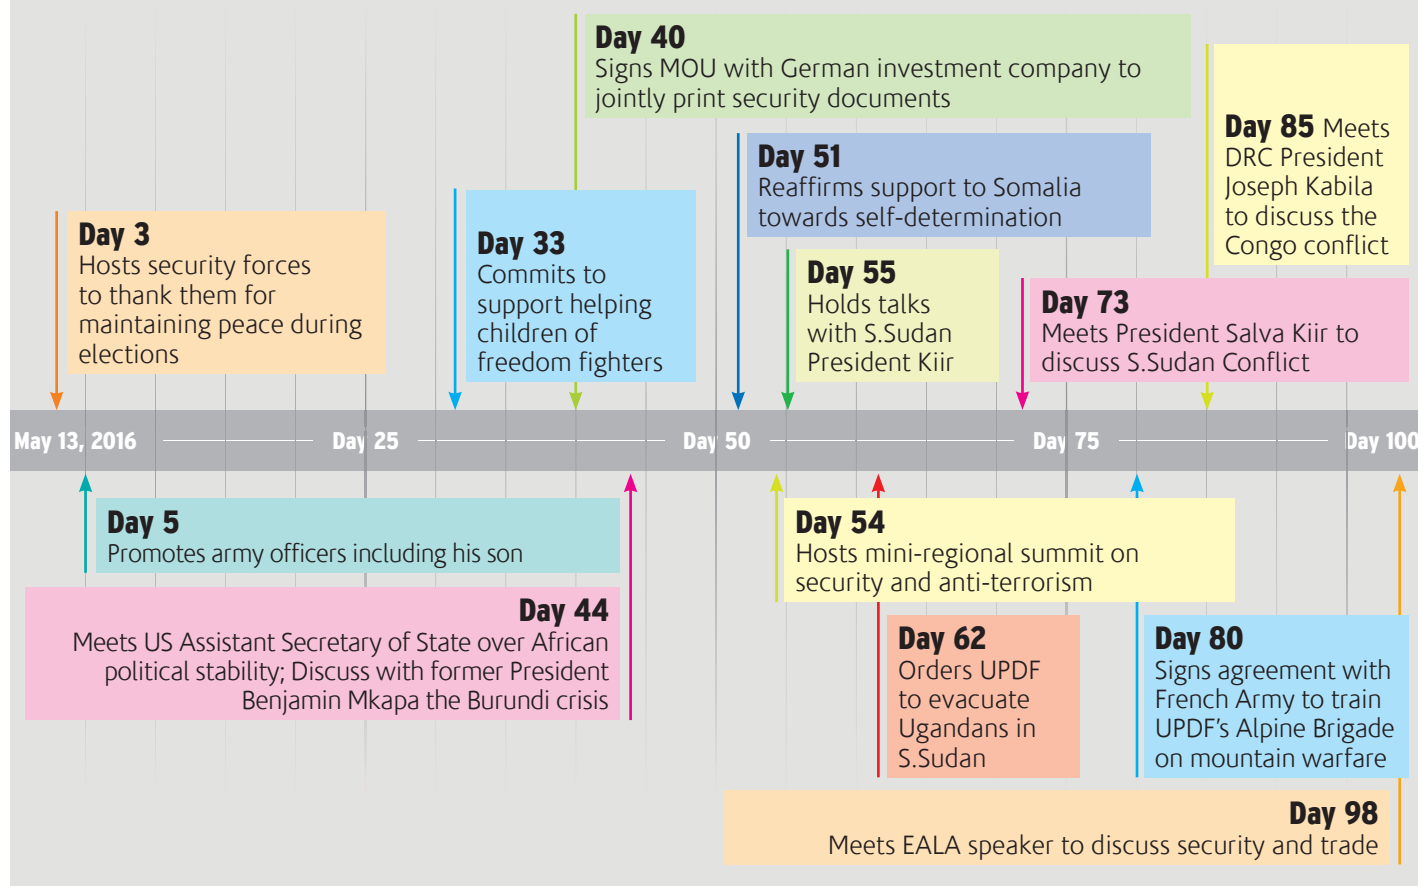 Day 40
Signs MOU with German investment company to
jointly print security documents
Day 85 Meets
DRC President
Joseph Kabila
to discuss the
Congo conflict
Day 51
Reaffirms support to Somalia
towards self-determination
Day 3
Hosts security forces
to thank them for
maintaining peace during
elections
Day 33
Commits to
support helping
children of
freedom fighters
Day 55
Holds talks
with S.Sudan
President Kiir
Day 73
Meets President Salva Kiir to
discuss S.Sudan Conflict
May 13, 2016
Day 25
Day 50
Day 75
Day 100
Day 5
Promotes army officers including his son
Day 54
Hosts mini-regional summit on
security and anti-terrorism
Day 44
Meets US Assistant Secretary of State over African
political stability; Discuss with former President
Benjamin Mkapa the Burundi crisis
Day 62
Orders UPDF
to evacuate
Ugandans in
S.Sudan
Day 80
Signs agreement with
French Army to train
UPDF's Alpine Brigade
on mountain warfare
Day 98
Meets EALA speaker to discuss security and trade